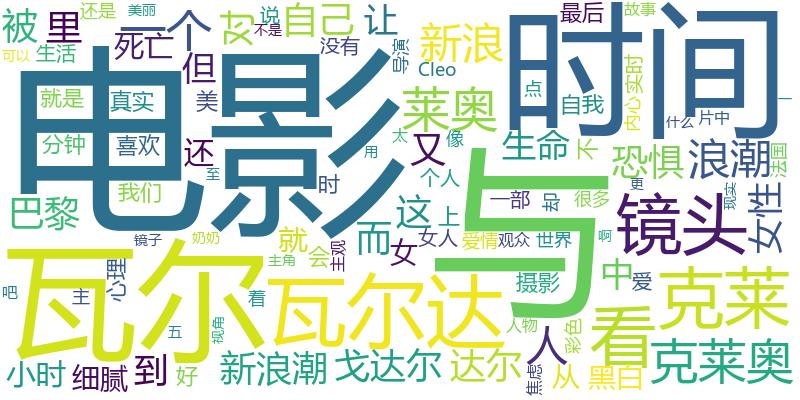 被
里
还是
美丽
一个
死亡
生活
可以
但
女
说
不是
自己
没有
让
导演
新浪
最后
故事
时间
电影
就是
真实
美
分钟
喜欢
还
我们
Cleo
莱奥
又
像
太
用
点
自我
内心
实时
什么
片中
一
生命
不
恐惧
浪潮
法国
巴黎
时
至
个人
这
上
一部
却
很多
更
女性
现实
镜头
与
镜子
奶奶
就
而
女
女人
爱情
观众
世界
啊
会
主观
主角
瓦尔
瓦尔达
心理
主
着
吧
五
视角
摄影
中
爱
克莱
人物
彩色
看
人
小时
细腻
到
好
新浪潮
戈达尔
达尔
焦虑
从
黑白
克莱奥